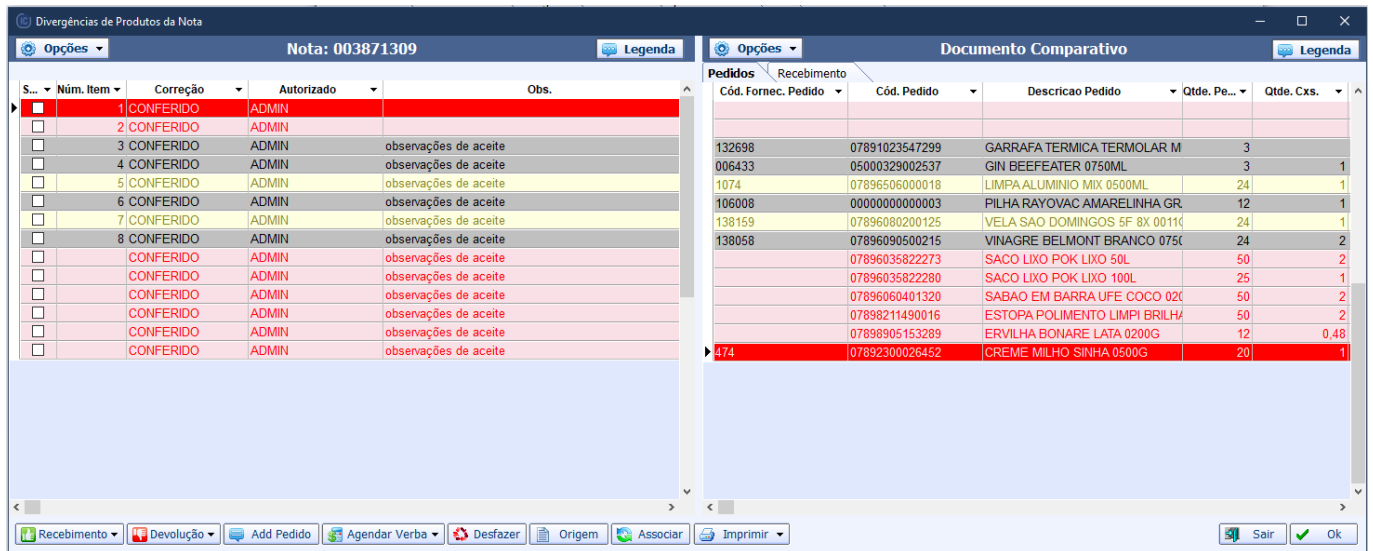 Divergências de Produtos da Nota
Opções Nota: 003871309 Legenda
S... Núm. Item Correção Autorizado Obs.
1 CONFERIDO ADMIN
2 CONFERIDO ADMIN
3 CONFERIDO ADMIN observações de aceite
4 CONFERIDO ADMIN observações de aceite
5 CONFERIDO ADMIN observações de aceite
6 CONFERIDO ADMIN observações de aceite
7 CONFERIDO ADMIN observações de aceite
8 CONFERIDO ADMIN observações de aceite
CONFERIDO ADMIN observações de aceite
CONFERIDO ADMIN observações de aceite
CONFERIDO ADMIN observações de aceite
CONFERIDO ADMIN observações de aceite
CONFERIDO ADMIN observações de aceite
CONFERIDO ADMIN observações de aceite
Opções Documento Comparativo Legenda
Pedidos Recebimento
Cód. Fornec. Pedido Cód. Pedido Descricao Pedido Qtde. Pe... Qtde. Cxs.
132698 07891023547299 GARRAFA TERMICA TERMOLAR M 3
006433 05000329002537 GIN BEEFEATER 0750ML 3 1
1074 07896506000018 LIMPA ALUMINIO MIX 0500ML 24 1
106008 00000000000003 PILHA RAYOVAC AMARELINHA GR. 12 1
138159 07896080200125 VELA SAO DOMINGOS 5F 8X 0011 24 1
138058 07896090500215 VINAGRE BELMONT BRANCO 075 24 2
07896035822273 SACO LIXO POK LIXO 50L 50 2
07896035822280 SACO LIXO POK LIXO 100L 25 1
07896060401320 SABAO EM BARRA UFE COCO 02 50 2
07898211490016 ESTOPA POLIMENTO LIMPI BRILH 50 2
07898905153289 ERVILHA BONARE LATA 0200G 12 0,48
474 07892300026452 CREME MILHO SINHA 0500G 20 1
Recebimento Devolução Add Pedido Agendar Verba Desfazer Origem Associar Imprimir Sair Ok